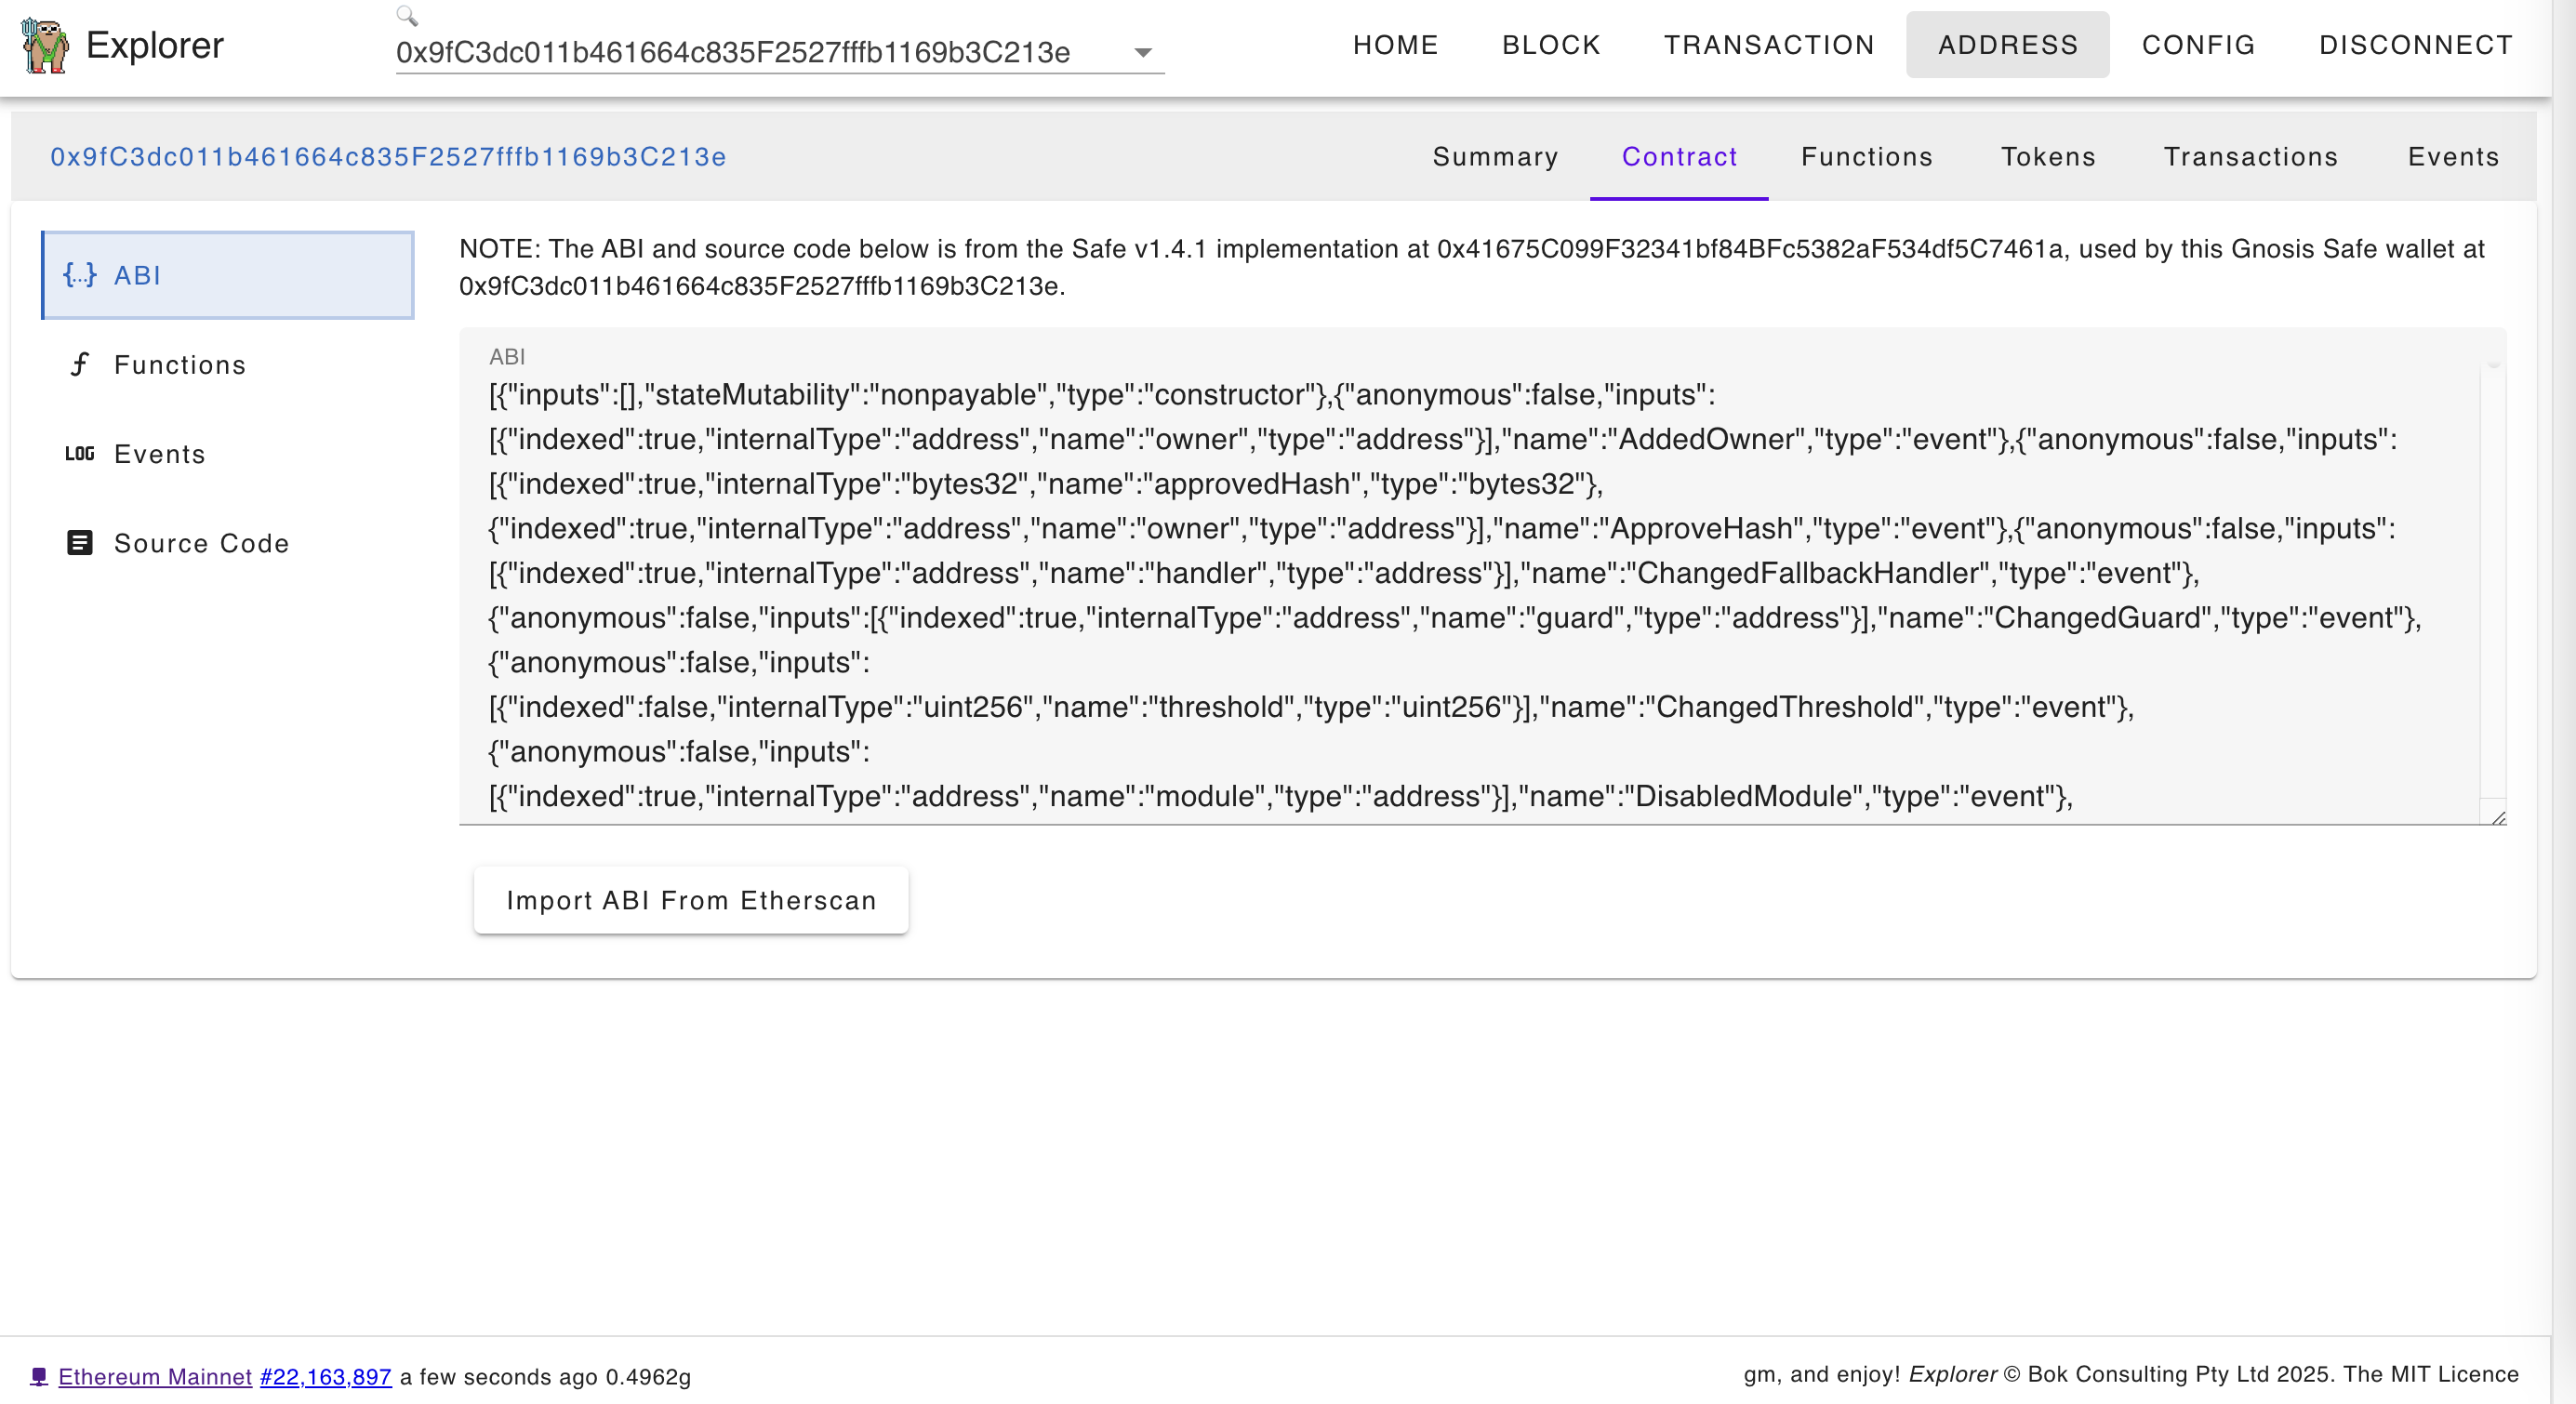 Explorer
0x9fC3dc011b461664c835F2527fffb1169b3C213e
HOME
BLOCK
TRANSACTION
ADDRESS
CONFIG
DISCONNECT
0x9fC3dc011b461664c835F2527fffb1169b3C213e
Summary
Contract
Functions
Tokens
Transactions
Events
{...} ABI
Functions
LOG Events
Source Code
NOTE: The ABI and source code below is from the Safe v1.4.1 implementation at 0x41675C099F32341bf84BFc5382aF534df5C7461a, used by this Gnosis Safe wallet at
0x9fC3dc011b461664c835F2527fffb1169b3C213e.
ABI
[{"inputs":[],"stateMutability":"nonpayable","type":"constructor"},{"anonymous":false,"inputs":
[{"indexed":true,"internalType":"address","name":"owner","type":"address"}],"name":"AddedOwner","type":"event"},{"anonymous":false,"inputs":
[{"indexed":true,"internalType":"bytes32","name":"approvedHash","type":"bytes32"},
{"indexed":true,"internalType":"address","name":"owner","type":"address"}],"name":"ApproveHash","type":"event"},{"anonymous":false,"inputs":
[{"indexed":true,"internalType":"address","name":"handler","type":"address"}],"name":"ChangedFallbackHandler","type":"event"},
{"anonymous":false,"inputs":[{"indexed":true,"internalType":"address","name":"guard","type":"address"}],"name":"ChangedGuard","type":"event"},
{"anonymous":false,"inputs":
[{"indexed":false,"internalType":"uint256","name":"threshold","type":"uint256"}],"name":"ChangedThreshold","type":"event"},
{"anonymous":false,"inputs":
[{"indexed":true,"internalType":"address","name":"module","type":"address"}],"name":"DisabledModule","type":"event"},
Import ABI From Etherscan
Ethereum Mainnet #22,163,897 a few seconds ago 0.4962g
gm, and enjoy! Explorer © Bok Consulting Pty Ltd 2025. The MIT Licence